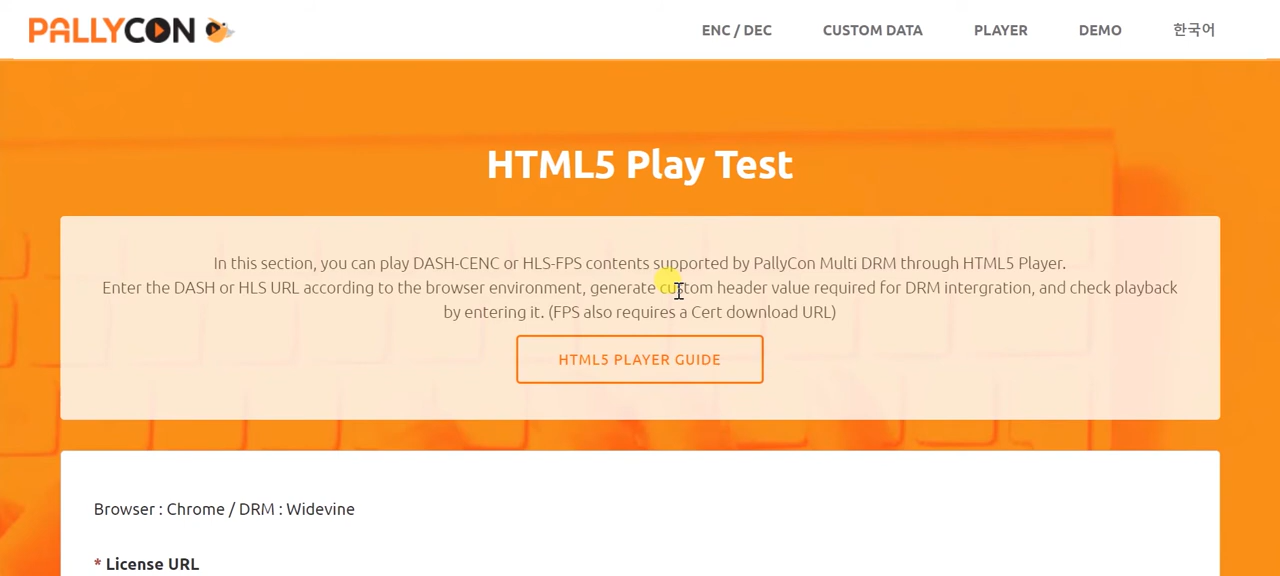 PALLYCON
ENC / DEC
CUSTOM DATA
PLAYER
DEMO
한국어
HTML5 Play Test
In this section, you can play DASH-CENC or HLS-FPS contents supported by PallyCon Multi DRM through HTML5 Player.
Enter the DASH or HLS URL according to the browser environment, generate custom header value required for DRM intergration, and check playback
by entering it. (FPS also requires a Cert download URL)
HTML5 PLAYER GUIDE
Browser : Chrome / DRM : Widevine
* License URL